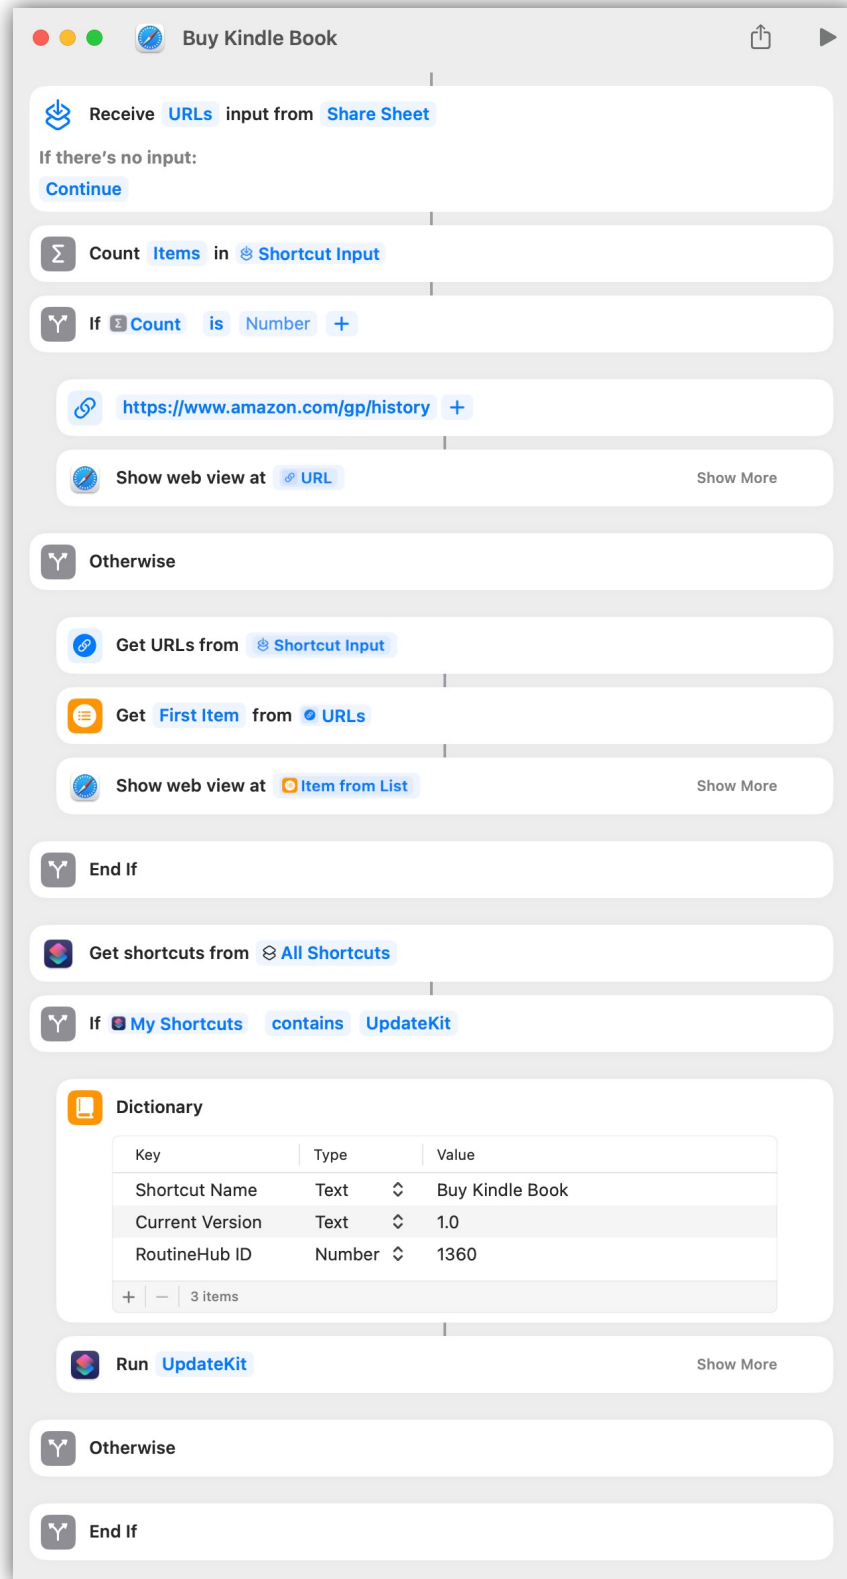 Buy Kindle Book
Receive URLs input from Share Sheet
If there's no input:
Continue
Count Items in Shortcut Input
If Count is Number +
https://www.amazon.com/gp/history +
Show web view at URL Show More
Otherwise
Get URLs from Shortcut Input
Get First Item from URLs
Show web view at Item from List Show More
End If
Get shortcuts from All Shortcuts
If My Shortcuts contains UpdateKit
Dictionary
Key Type Value
Shortcut Name Text Buy Kindle Book
Current Version Text 1.0
RoutineHub ID Number 1360
+ − 3 items
Run UpdateKit Show More
Otherwise
End If